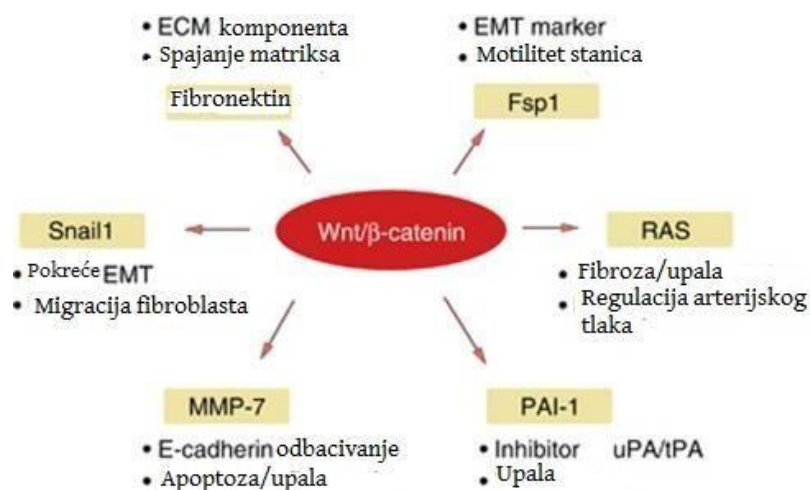 • ECM komponenta
• Spajanje matriksa
Fibronektin
• EMT marker
• Motilitet stanica
Fsp1
Snail1
• Pokreće EMT
• Migracija fibroblasta
Wnt/β-catenin
RAS
• Fibroza/upala
• Regulacija arterijskog
tlaka
MMP-7
• E-cadherin odbacivanje
• Apoptoza/upala
PAI-1
• Inhibitor uPA/tPA
• Upala